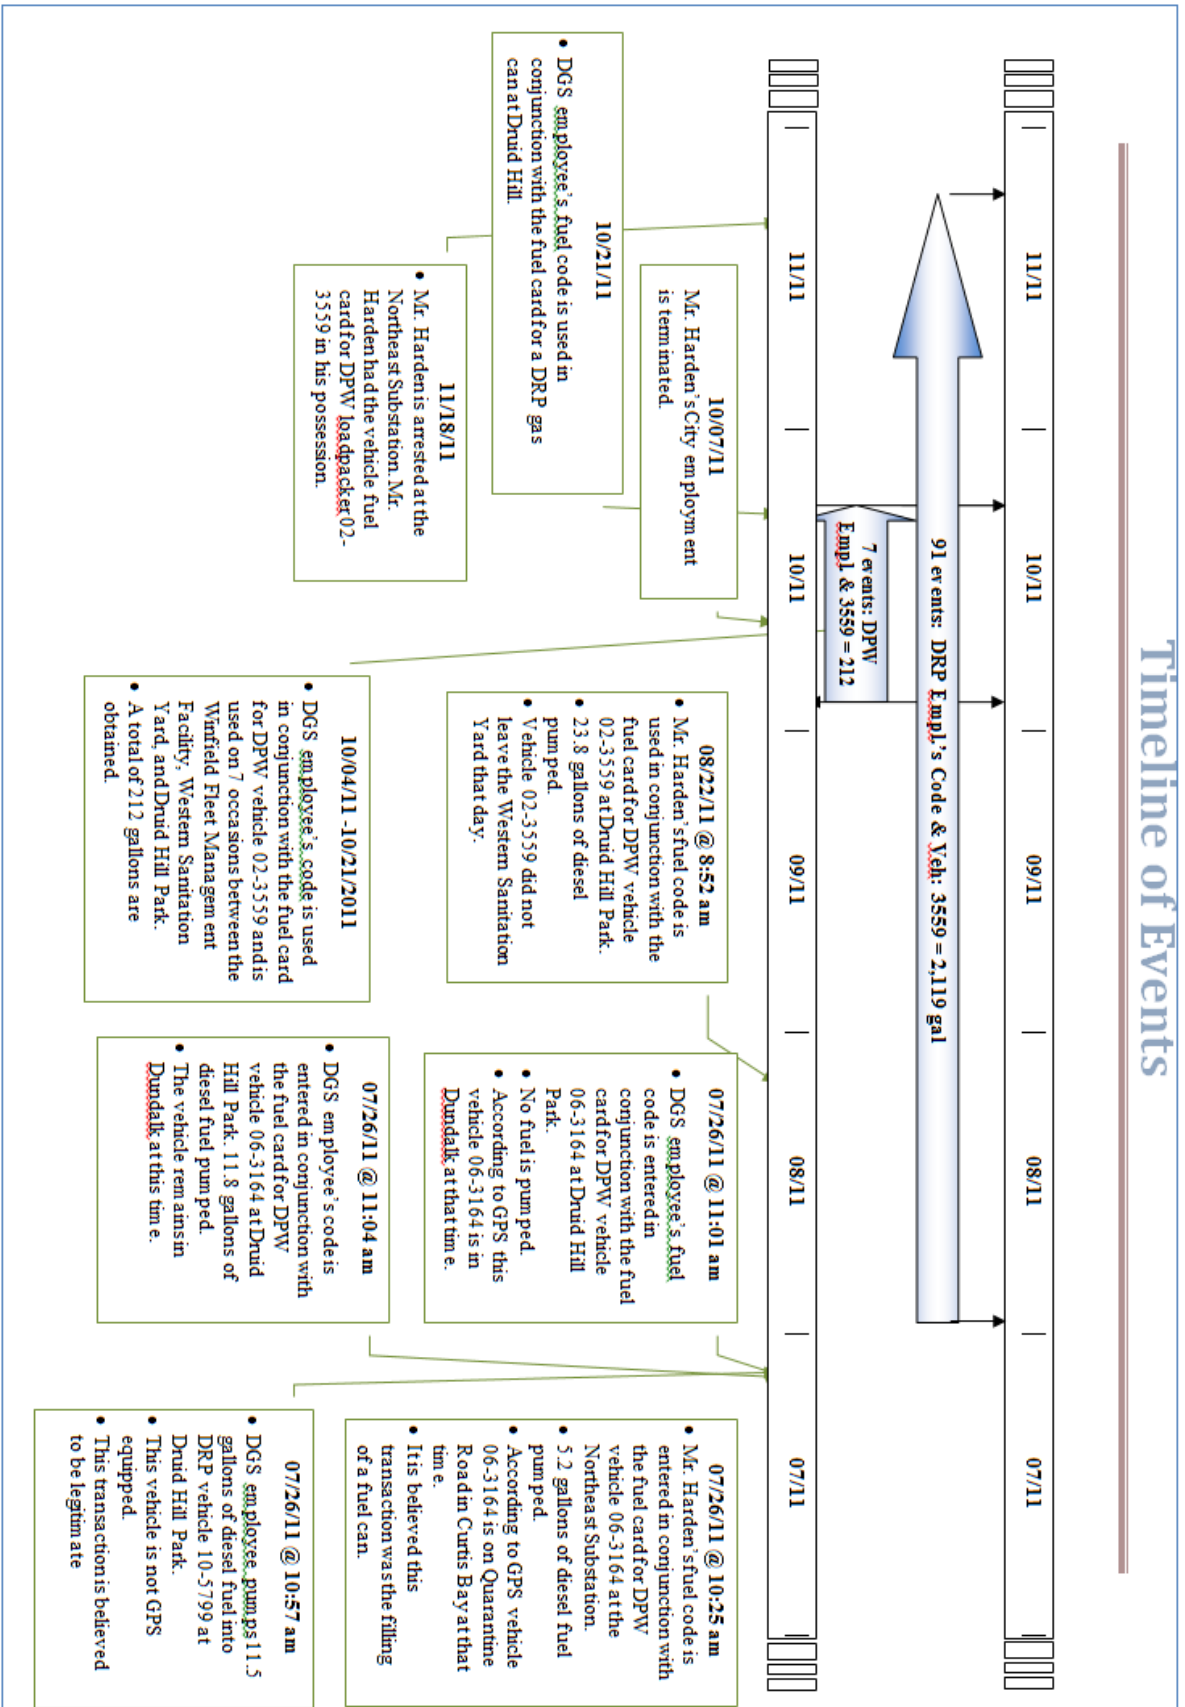 Timeline of Events
11/11
10/11
09/11
08/11
07/11
91 events:  DRP Empl.'s Code & Veh: 3559 = 2,119 gal
7 events: DPW
Empl. & 3559 = 212
11/11
10/11
09/11
08/11
07/11
10/07/11
Mr. Harden's City employment
is terminated.
10/21/11
• DGS employee's fuel code is used in
conjunction with the fuel card for a DRP gas
can at Druid Hill.
11/18/11
• Mr. Harden is arrested at the
Northeast Substation. Mr.
Harden had the vehicle fuel
card for DPW loadpacker 02-
3559 in his possession.
08/22/11 @ 8:52 am
• Mr. Harden's fuel code is
used in conjunction with the
fuel card for DPW vehicle
02-3559 at Druid Hill Park.
• 23.8 gallons of diesel
pumped.
• Vehicle 02-3559 did not
leave the Western Sanitation
Yard that day.
10/04/11 -10/21/2011
• DGS employee's code is used
in conjunction with the fuel card
for DPW vehicle 02-3559 and is
used on 7 occasions between the
Winfield Fleet Management
Facility, Western Sanitation
Yard, and Druid Hill Park.
• A total of 212 gallons are
obtained.
07/26/11 @ 11:01 am
• DGS employee's fuel
code is entered in
conjunction with the fuel
card for DPW vehicle
06-3164 at Druid Hill
Park.
• No fuel is pumped.
• According to GPS this
vehicle 06-3164 is in
Dundalk at that time.
07/26/11 @ 11:04 am
• DGS employee's code is
entered in conjunction with
the fuel card for DPW
vehicle 06-3164 at Druid
Hill Park. 11.8 gallons of
diesel fuel pumped.
• The vehicle remains in
Dundalk at this time.
07/26/11 @ 10:25 am
• Mr. Harden's fuel code is
entered in conjunction with
the fuel card for DPW
vehicle 06-3164 at the
Northeast Substation.
• 5.2 gallons of diesel fuel
pumped.
• According to GPS vehicle
06-3164 is on Quarantine
Road in Curtis Bay at that
time.
• It is believed this
transaction was the filling
of a fuel can.
07/26/11 @ 10:57 am
• DGS employee pumps 11.5
gallons of diesel fuel into
DRP vehicle 10-5799 at
Druid Hill Park.
• This vehicle is not GPS
equipped.
• This transaction is believed
to be legitimate